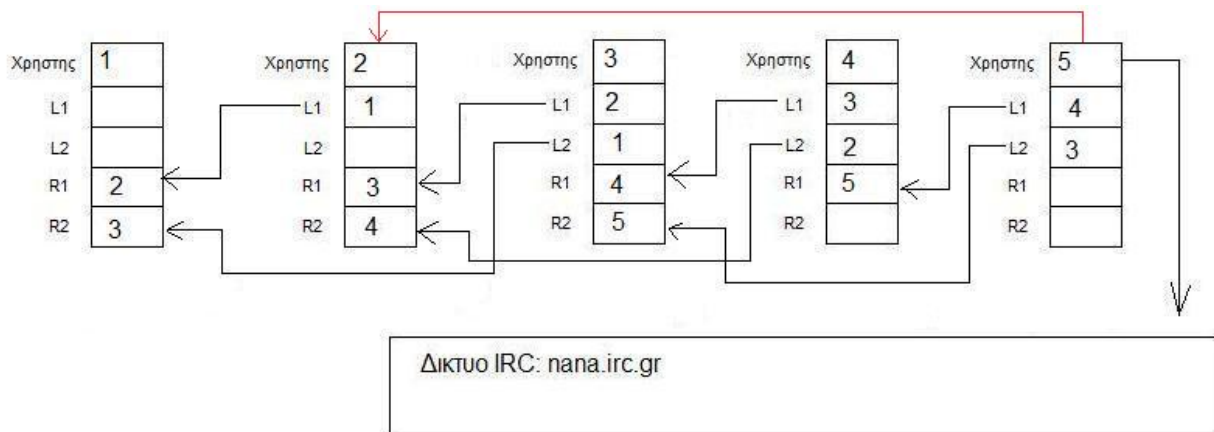 Χρηστης 1
L1
L2
R1 2
R2 3
Χρηστης 2
L1 1
L2
R1 3
R2 4
Χρηστης 3
L1 2
L2 1
R1 4
R2 5
Χρηστης 4
L1 3
L2 2
R1 5
R2
Χρηστης 5
L1 4
L2 3
R1
R2
Δικτυο IRC: nana.irc.gr